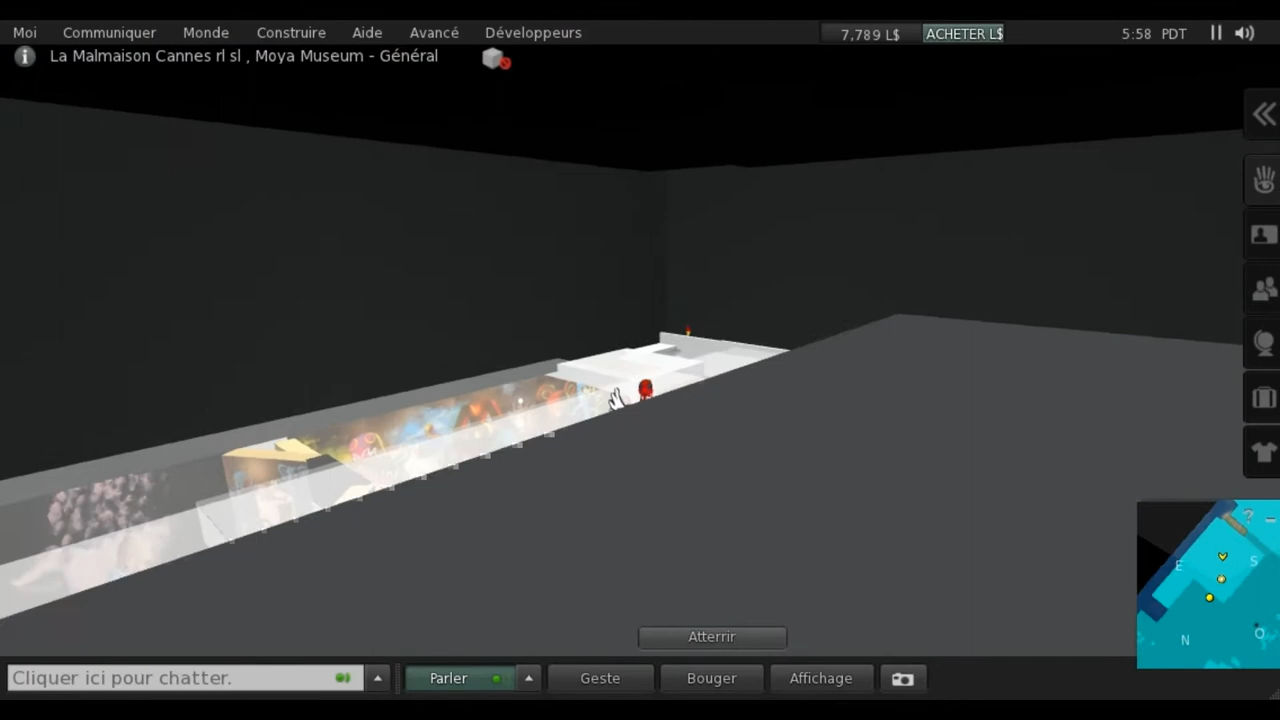 Moi Communiquer Monde Construire Aide Avancé Développeurs 7,789 L$ ACHETER L$ 5:58 PDT
La Malmaison Cannes rl sl , Moya Museum - Général
? –
E S
N O
Atterrir
Cliquer ici pour chatter. Parler Geste Bouger Affichage